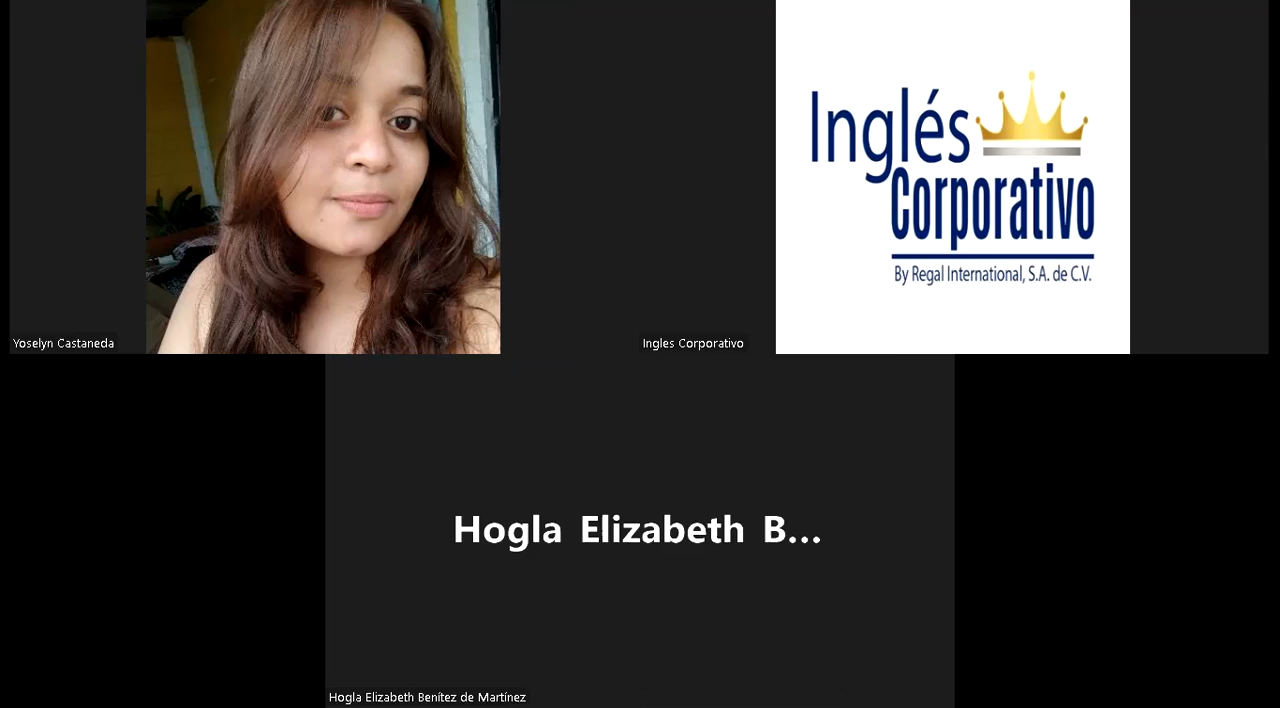 Inglés
Corporativo
By Regal International, S.A. de C.V.
Yoselyn Castaneda
Ingles Corporativo
Hogla Elizabeth B...
Hogla Elizabeth Benítez de Martínez